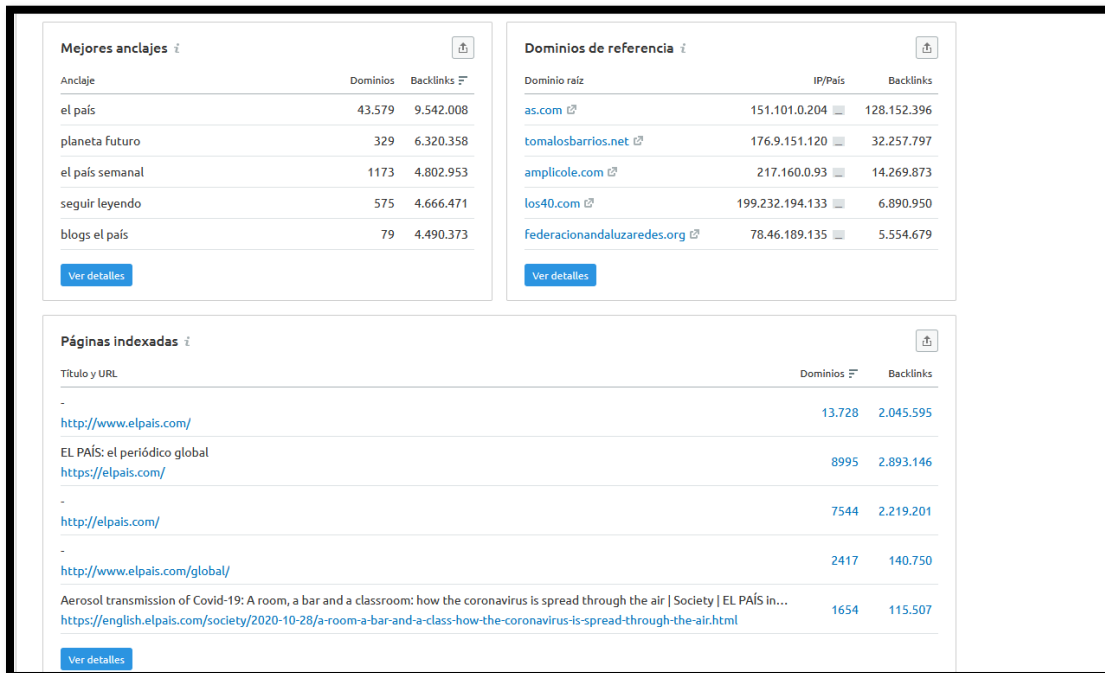 Mejores anclajes i
Anclaje Dominios Backlinks
el país 43.579 9.542.008
planeta futuro 329 6.320.358
el país semanal 1173 4.802.953
seguir leyendo 575 4.666.471
blogs el país 79 4.490.373
Ver detalles
Dominios de referencia i
Dominio raíz IP/País Backlinks
as.com 151.101.0.204 128.152.396
tomalosbarrios.net 176.9.151.120 32.257.797
amplicole.com 217.160.0.93 14.269.873
los40.com 199.232.194.133 6.890.950
federacionandaluzaredes.org 78.46.189.135 5.554.679
Ver detalles
Páginas indexadas i
Título y URL Dominios Backlinks
-
http://www.elpais.com/ 13.728 2.045.595
EL PAÍS: el periódico global
https://elpais.com/ 8995 2.893.146
-
http://elpais.com/ 7544 2.219.201
-
http://www.elpais.com/global/ 2417 140.750
Aerosol transmission of Covid-19: A room, a bar and a classroom: how the coronavirus is spread through the air | Society | EL PAÍS in...
https://english.elpais.com/society/2020-10-28/a-room-a-bar-and-a-class-how-the-coronavirus-is-spread-through-the-air.html 1654 115.507
Ver detalles